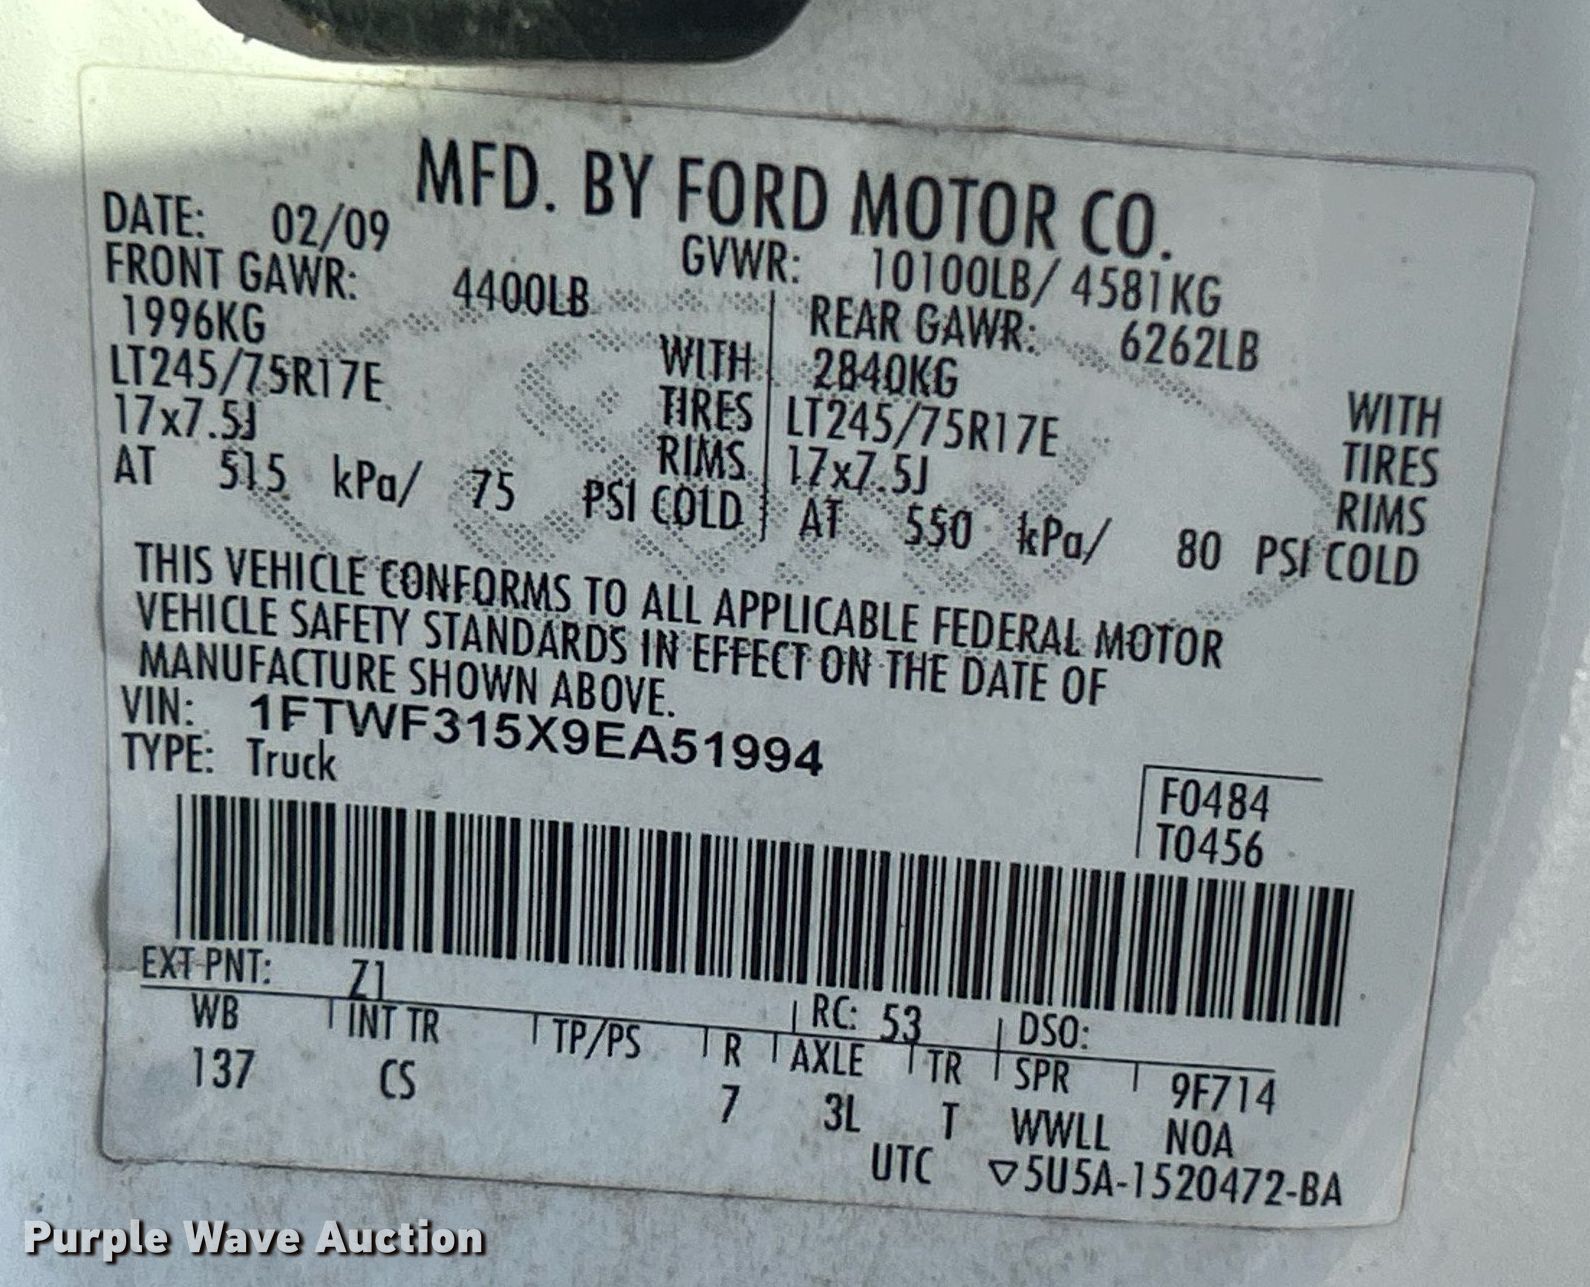 MFD. BY FORD MOTOR CO.
DATE: 02/09 GVWR: 10100LB/ 4581KG
FRONT GAWR: 4400LB REAR GAWR: 6262LB
1996KG WITH 2840KG WITH
LT245/75R17E TIRES LT245/75R17E TIRES
17x7.5J RIMS 17x7.5J RIMS
AT 515 kPa/ 75 PSI COLD AT 550 kPa/ 80 PSI COLD
THIS VEHICLE CONFORMS TO ALL APPLICABLE FEDERAL MOTOR
VEHICLE SAFETY STANDARDS IN EFFECT ON THE DATE OF
MANUFACTURE SHOWN ABOVE.
VIN: 1FTWF315X9EA51994
TYPE: Truck
F0484
T0456
EXT PNT: Z1 RC: 53 DSO:
WB INT TR TP/PS R AXLE TR SPR 9F714
137 CS 7 3L T WWLL NOA
UTC ▽5U5A-1520472-BA
Purple Wave Auction